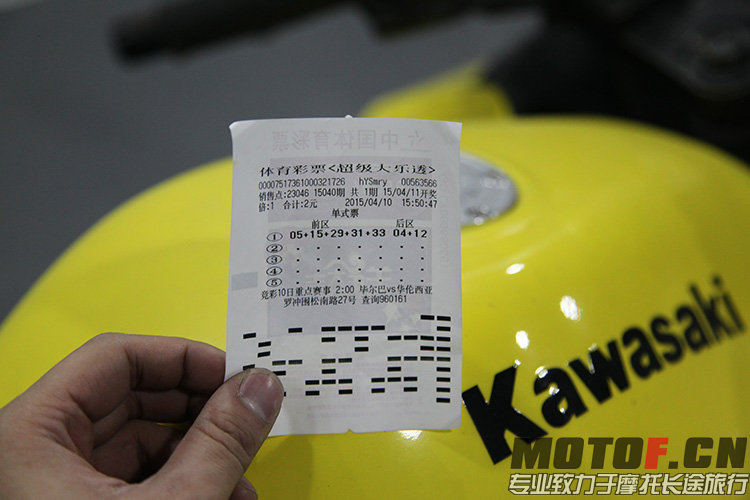 体育彩票<超级大乐透>
00007517361000321726 hYSmry 00563566
销售点:23046 15040期 共 1期 15/04/11开奖
倍:1 合计:2元 2015/04/10 15:50:47
单式票
前区 后区
① 05+15+29+31+33 04+12
②
③
④
⑤
竞彩10日重点赛事 2:00 毕尔巴vs华伦西亚
罗冲围松南路27号 查询960161
Kawasaki
MOTOF.CN
专业致力于摩托长途旅行